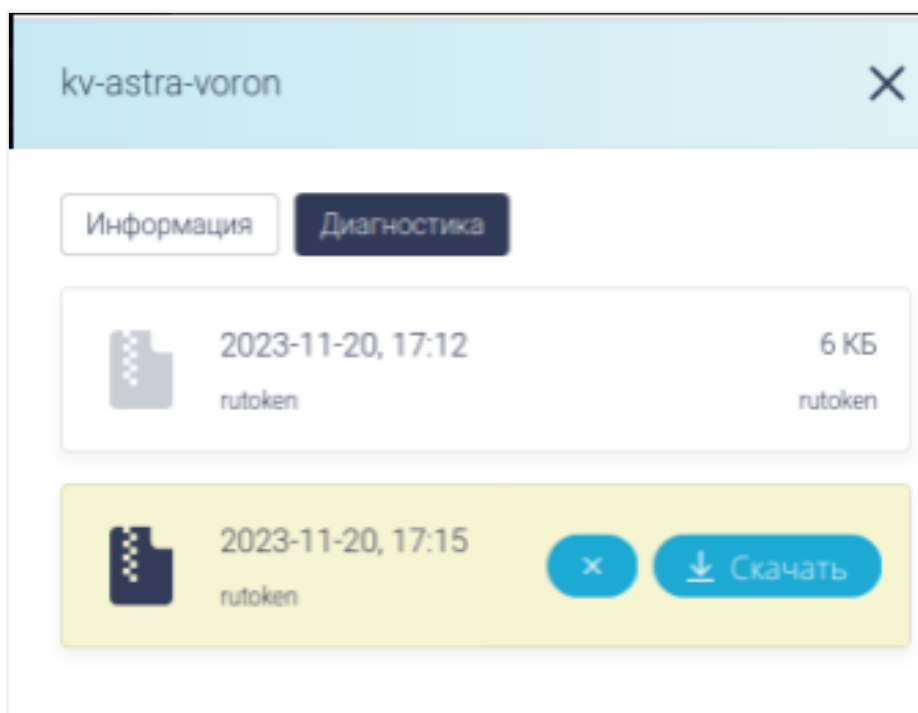 kv-astra-voron
Информация Диагностика
2023-11-20, 17:12 6 КБ
rutoken rutoken
2023-11-20, 17:15 Скачать
rutoken